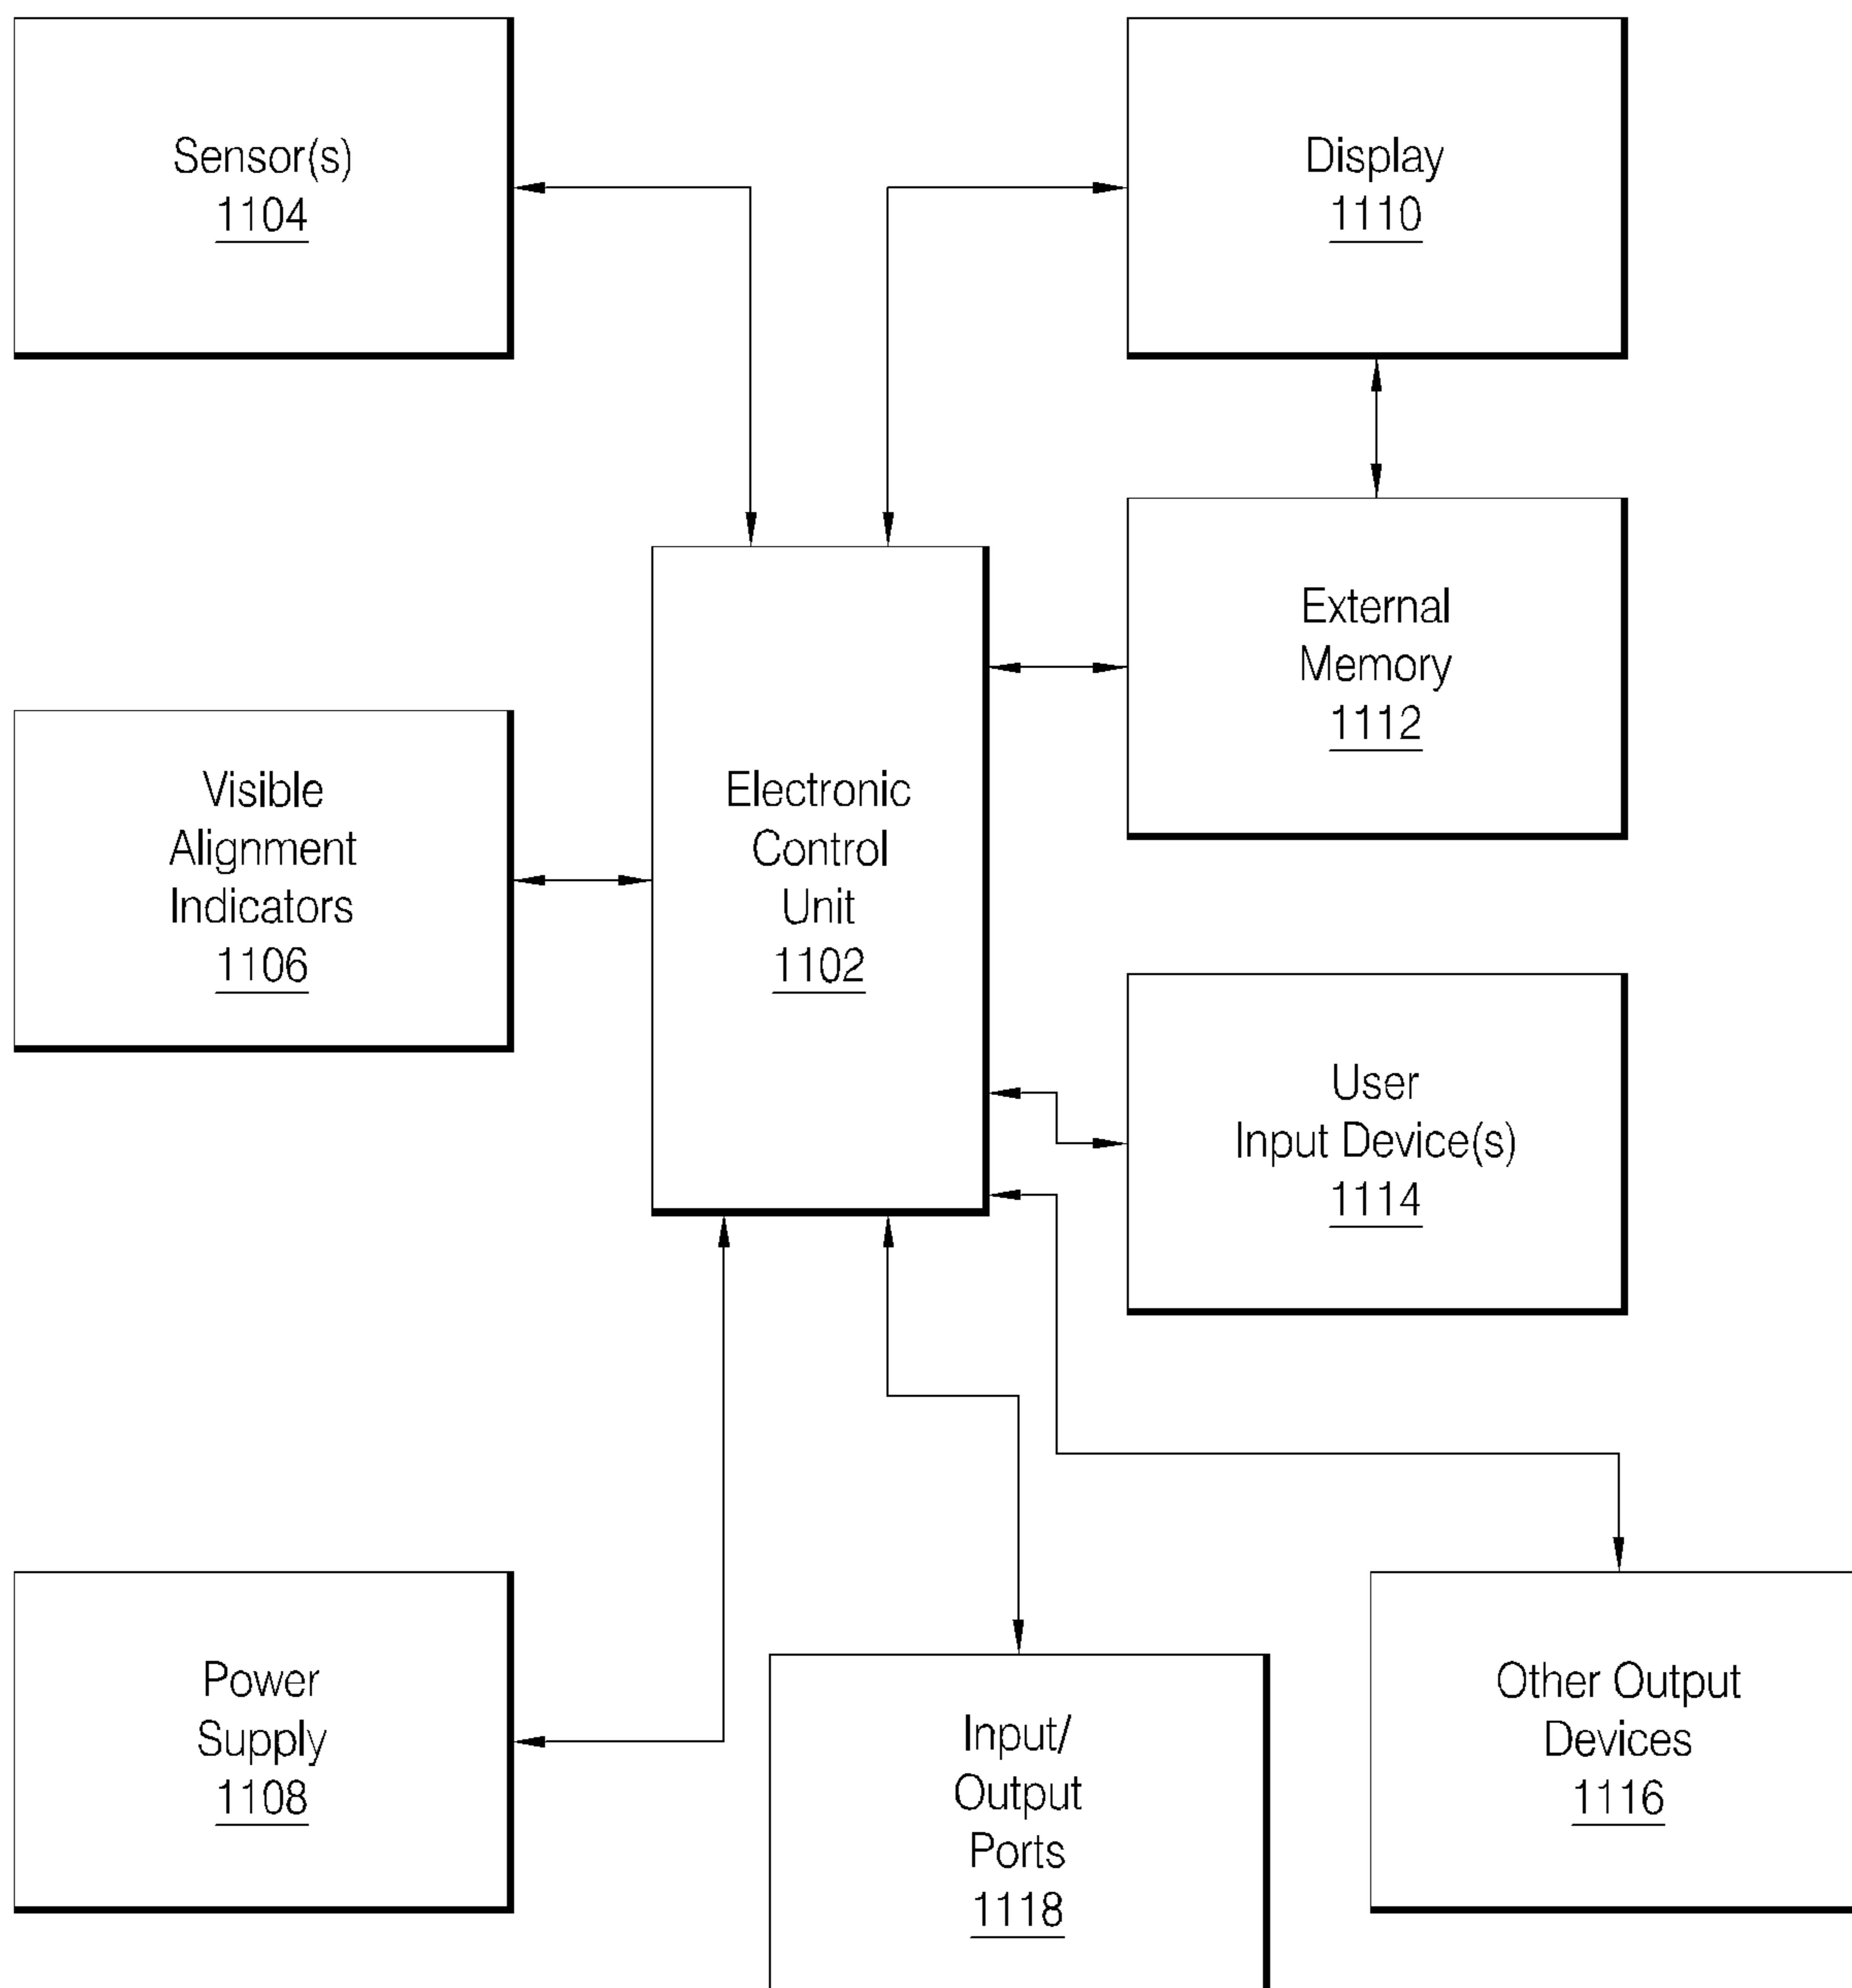 Sensor(s)
1104
Display
1110
External
Memory
1112
Visible
Alignment
Indicators
1106
Electronic
Control
Unit
1102
User
Input Device(s)
1114
Power
Supply
1108
Input/
Output
Ports
1118
Other Output
Devices
1116